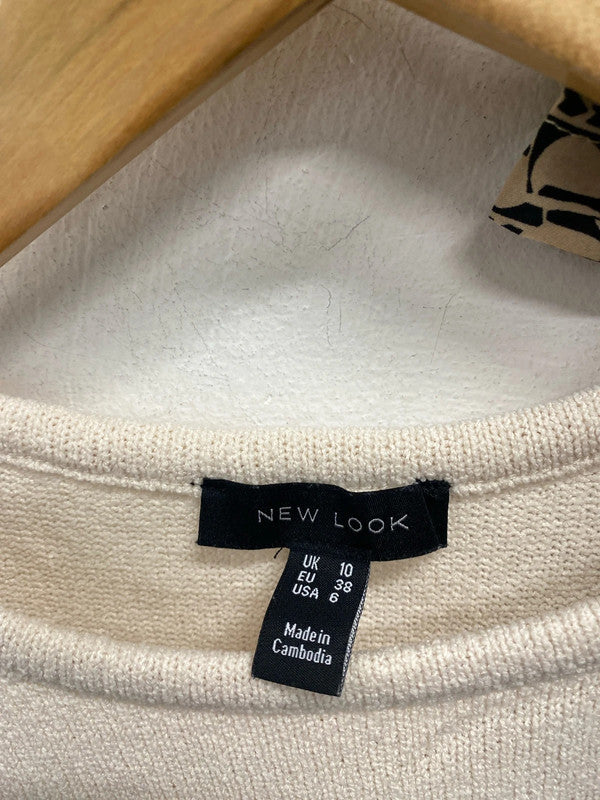 NEW LOOK
UK 10
EU 38
USA 6
Made in
Cambodia